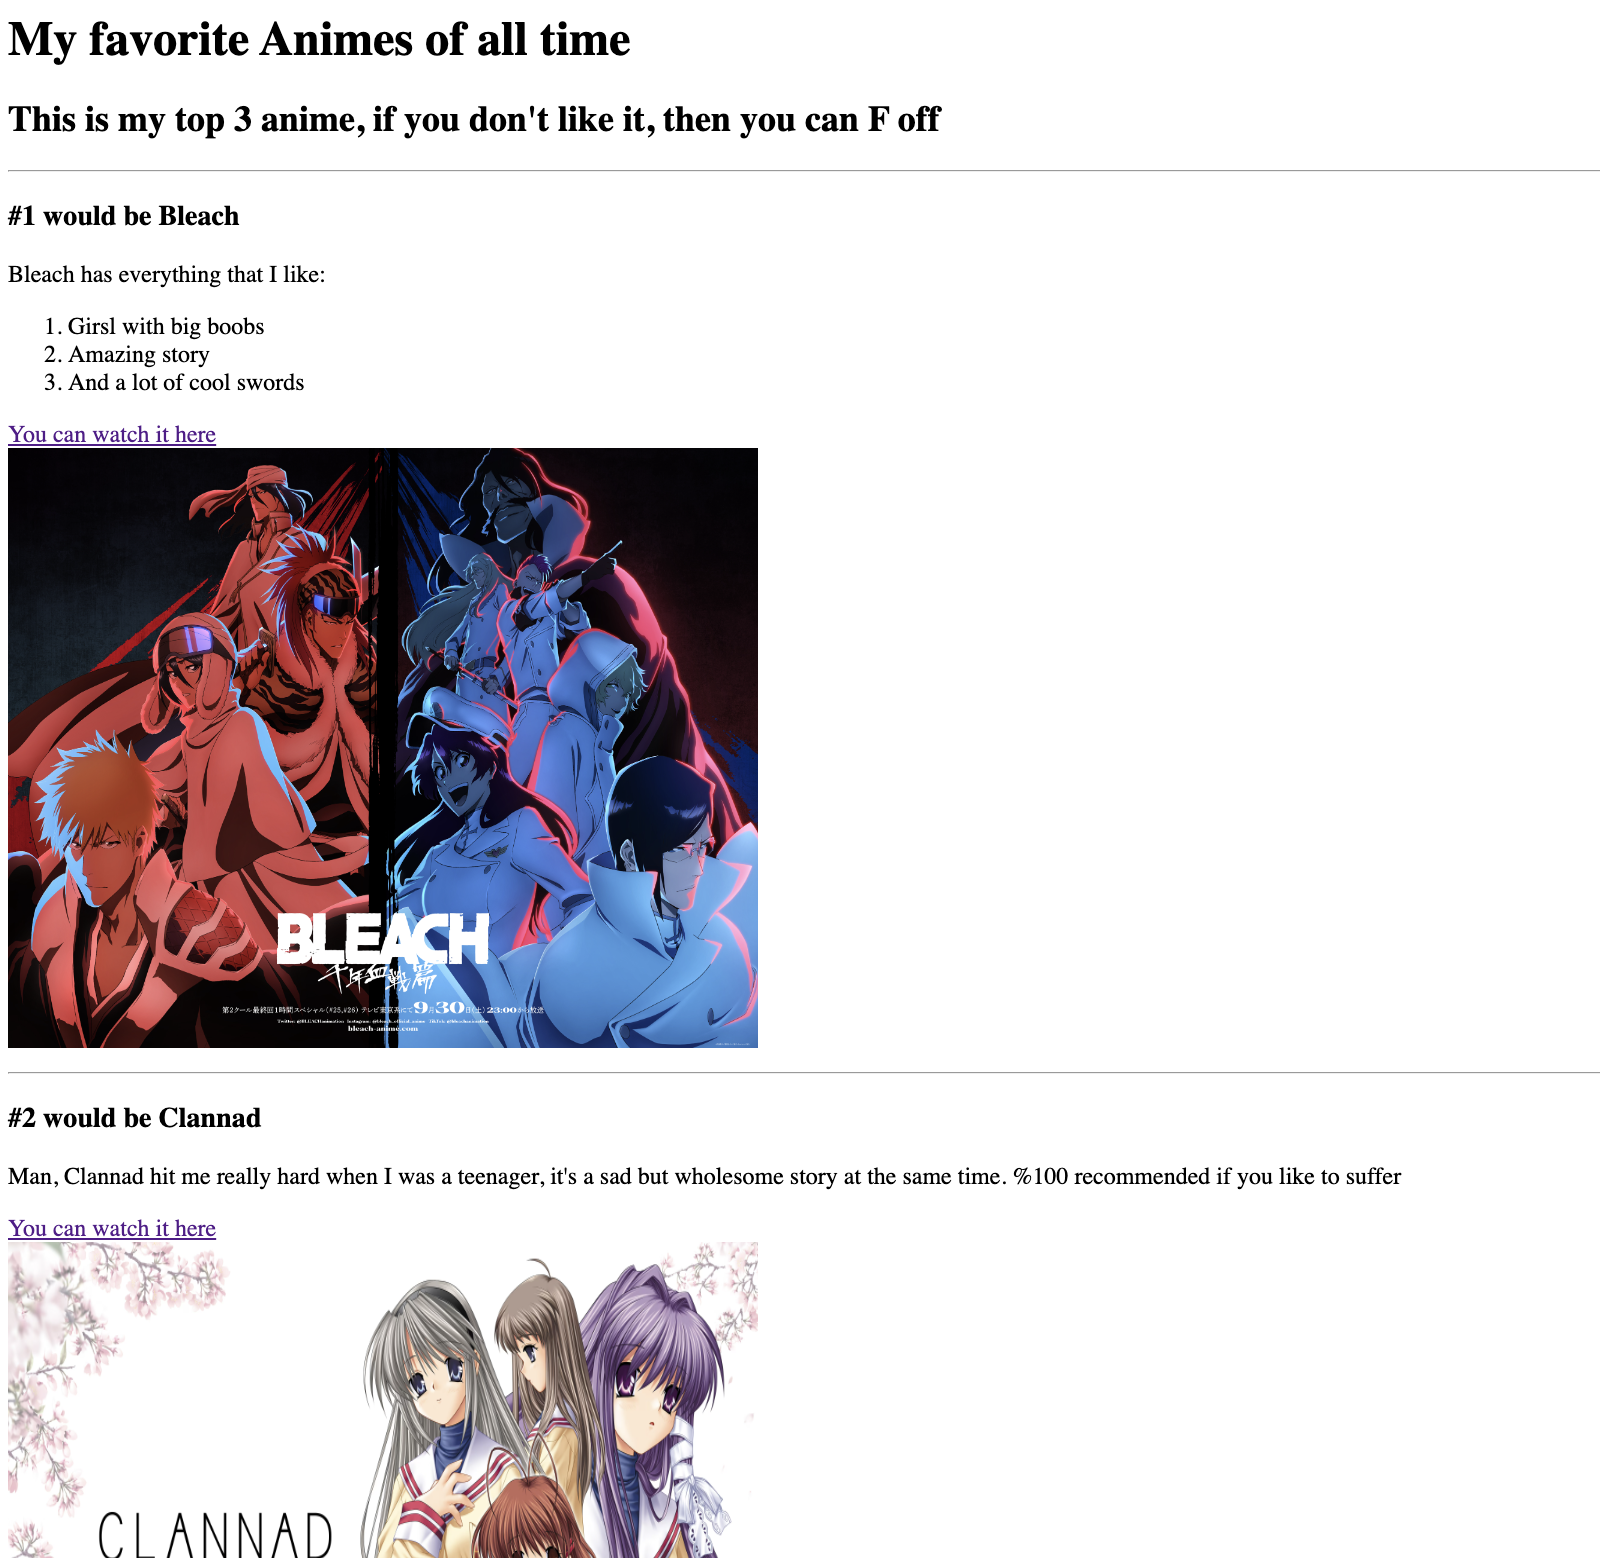 My favorite Animes of all time
This is my top 3 anime, if you don't like it, then you can F off
#1 would be Bleach
Bleach has everything that I like:
1. Girsl with big boobs
2. Amazing story
3. And a lot of cool swords
You can watch it here
BLEACH
千年血戦篇
第2クール最終回1時間スペシャル(#25,#26) テレビ東京系にて9月30日(土)23:00から放送
bleach-anime.com
#2 would be Clannad
Man, Clannad hit me really hard when I was a teenager, it's a sad but wholesome story at the same time. %100 recommended if you like to suffer
You can watch it here
CLANNAD